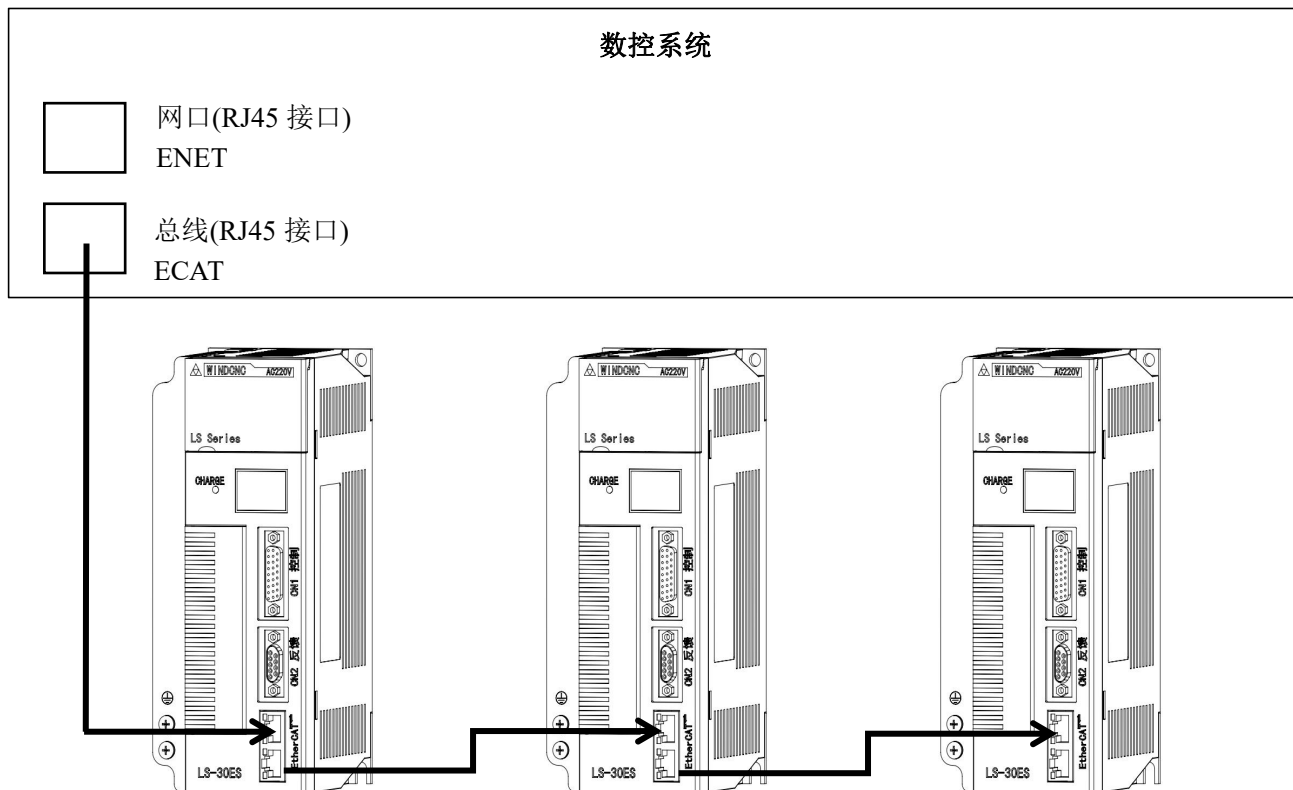 数控系统
网口(RJ45 接口)
ENET
总线(RJ45 接口)
ECAT
WINDCNC AC220V
LS Series
CHARGE
CN1 控制
CN2 反馈
EtherCAT
LS-30ES
WINDCNC AC220V
LS Series
CHARGE
CN1 控制
CN2 反馈
EtherCAT
LS-30ES
WINDCNC AC220V
LS Series
CHARGE
CN1 控制
CN2 反馈
EtherCAT
LS-30ES